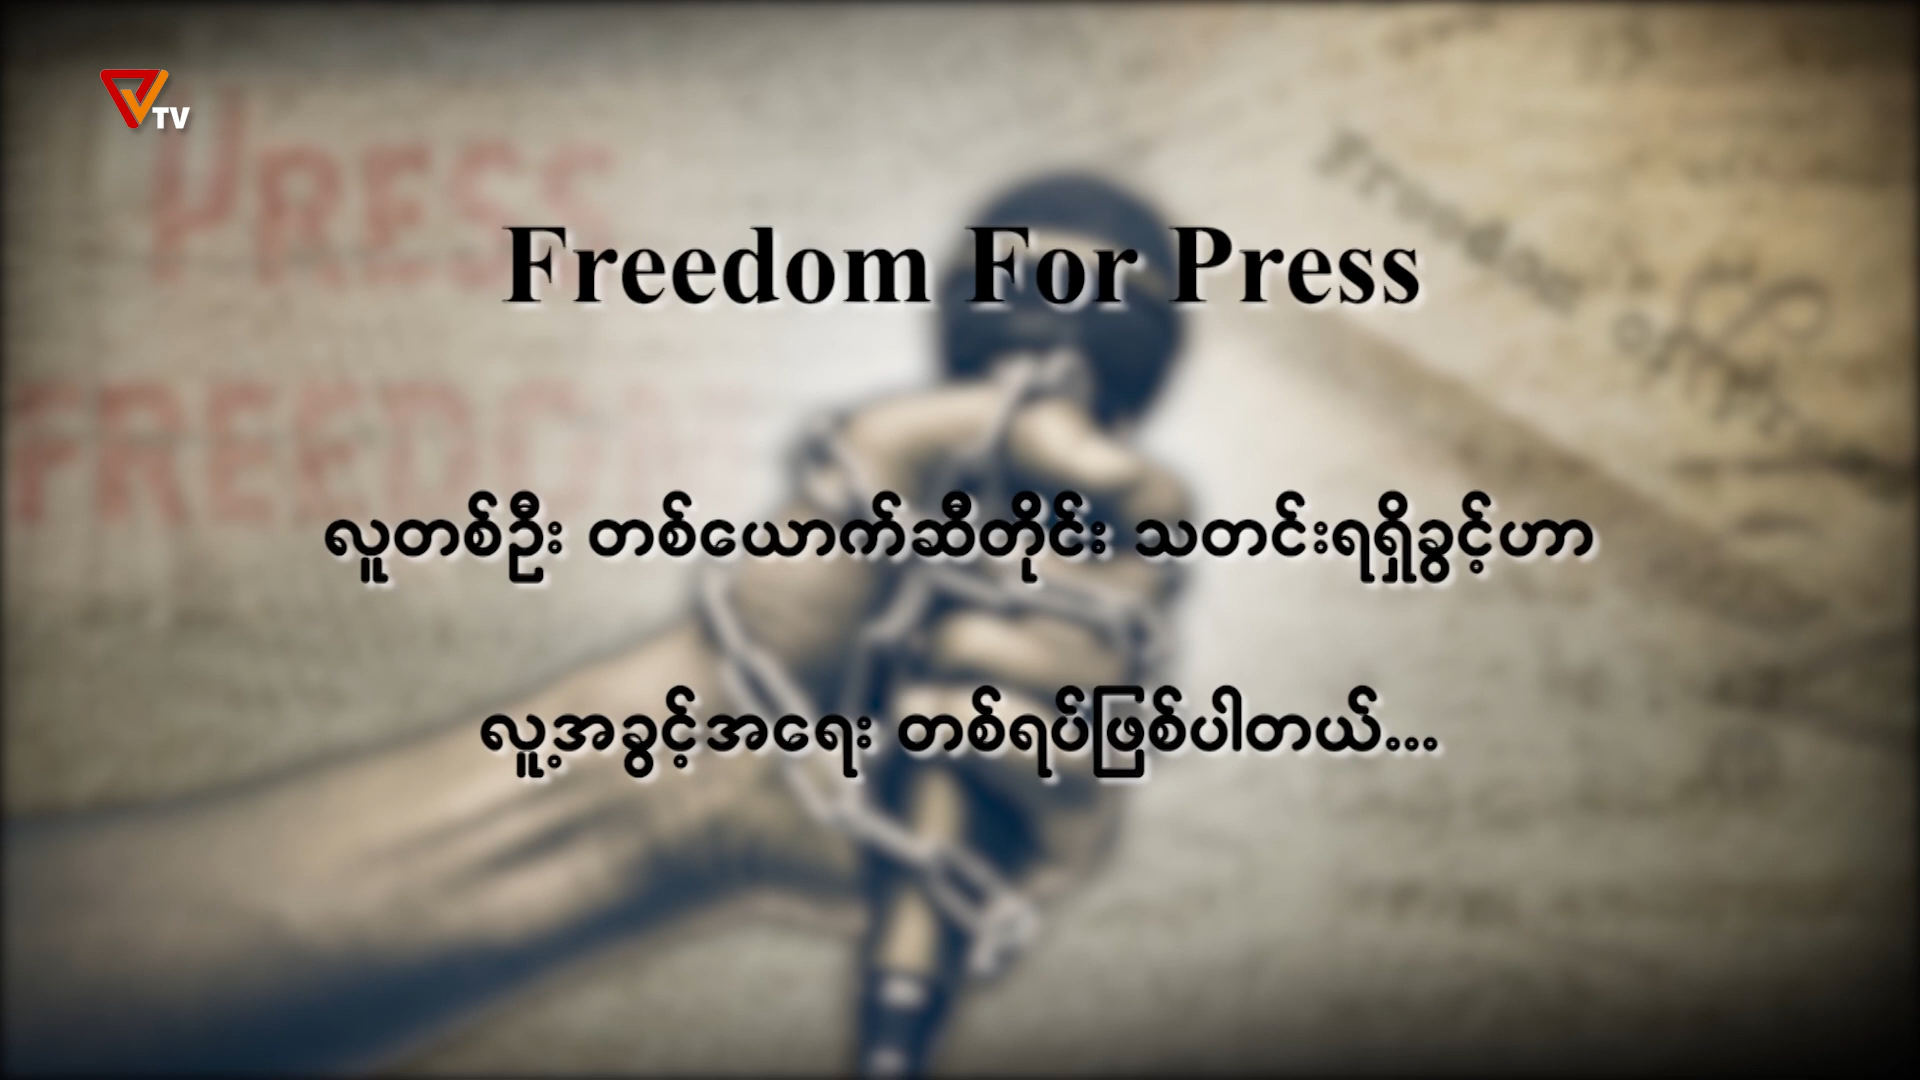 TV
PRESS
Freedom For Press
FREEDOM
လူတစ်ဦး တစ်ယောက်ဆီတိုင်း သတင်းရရှိခွင့်ဟာ
လူ့အခွင့်အရေး တစ်ရပ်ဖြစ်ပါတယ်...